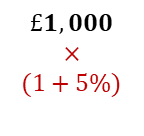 £1,000
×
(1 + 5%)